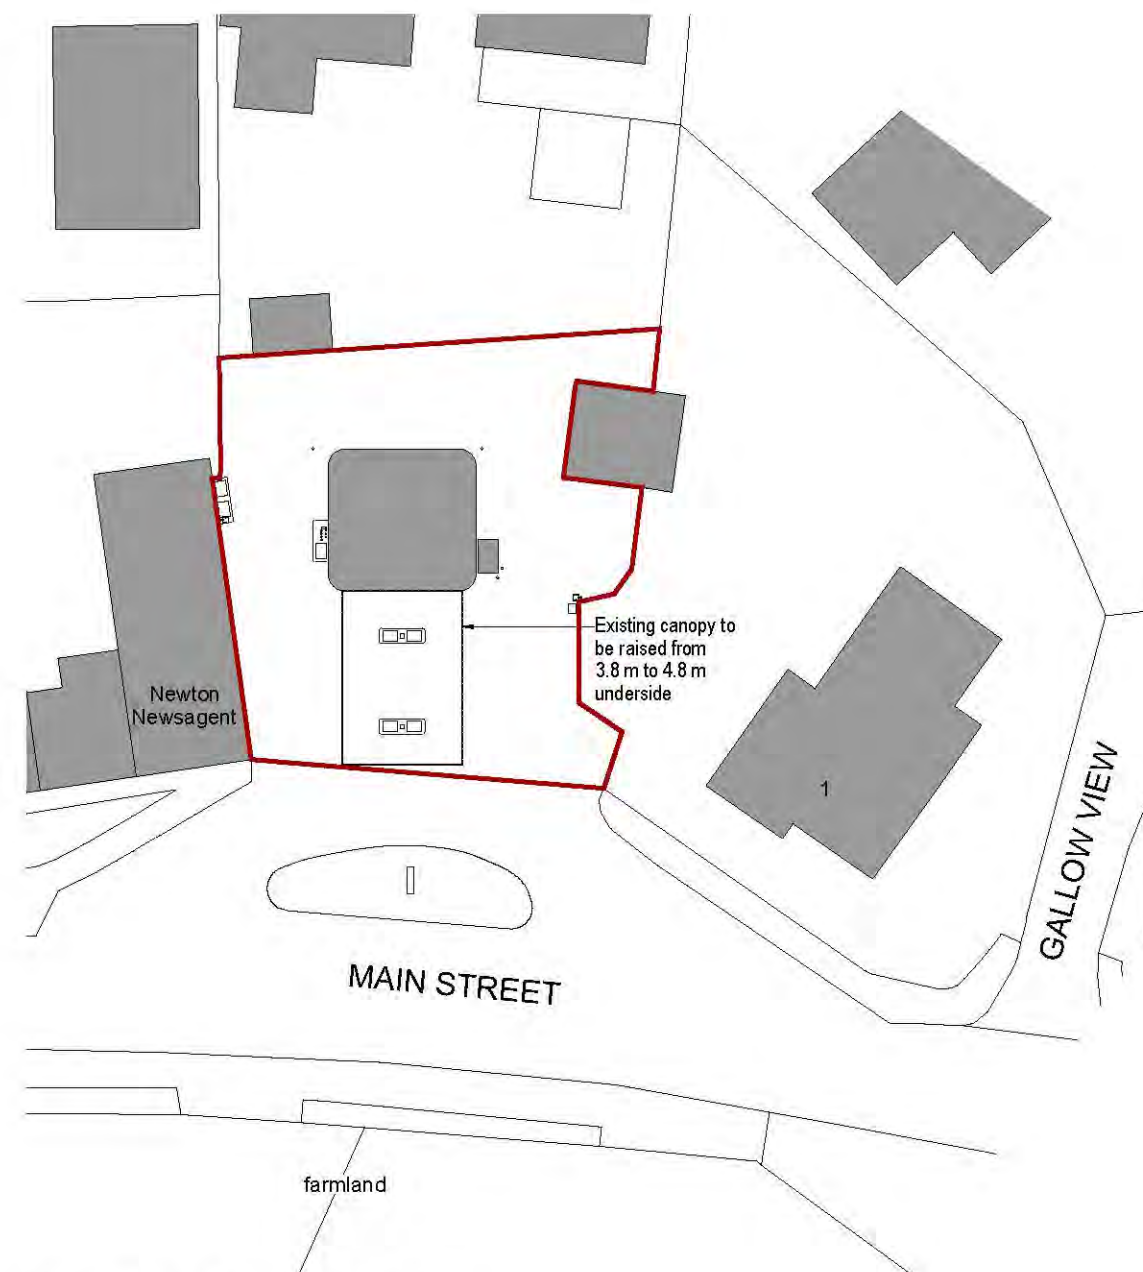 Existing canopy to
be raised from
3.8 m to 4.8 m
underside
Newton
Newsagent
1
GALLOW VIEW
MAIN STREET
farmland